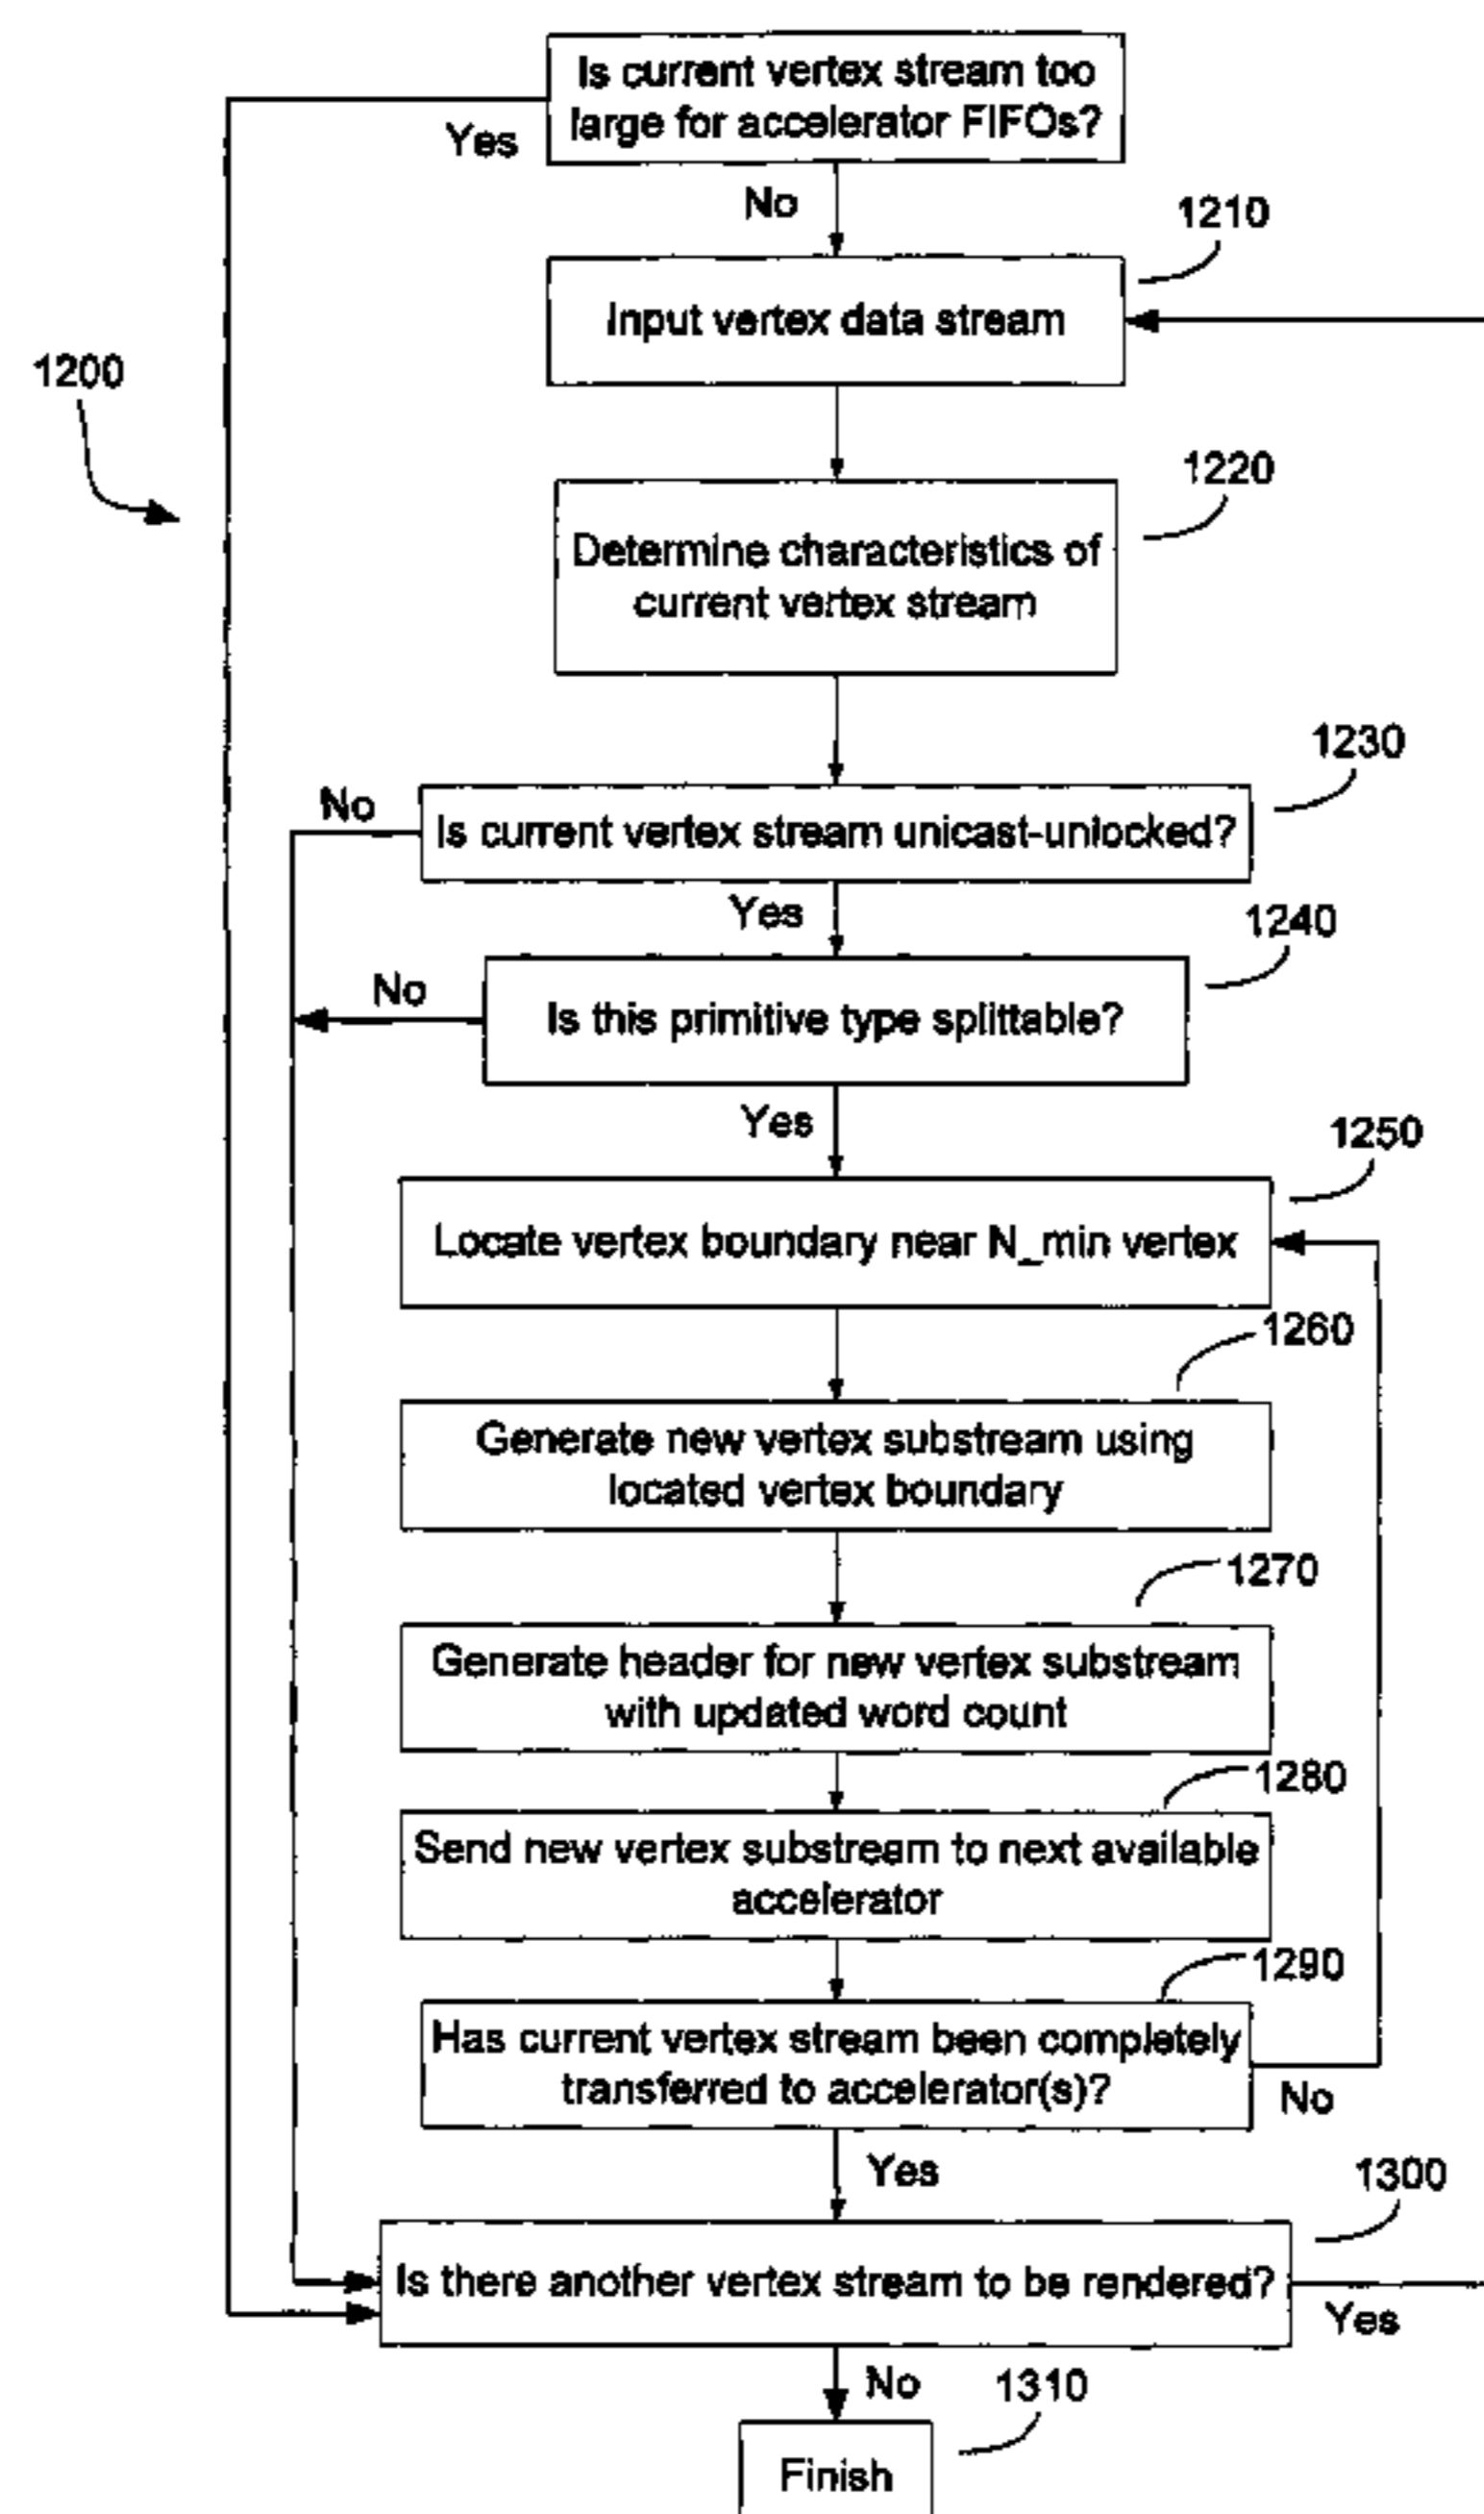 Is current vertex stream too
large for accelerator FIFOs?
Yes
No
1210
Input vertex data stream
1200
1220
Determine characteristics of
current vertex stream
1230
No
Is current vertex stream unicast-unlocked?
Yes
1240
No
Is this primitive type splittable?
Yes
1250
Locate vertex boundary near N_min vertex
1260
Generate new vertex substream using
located vertex boundary
1270
Generate header for new vertex substream
with updated word count
1280
Send new vertex substream to next available
accelerator
1290
Has current vertex stream been completely
transferred to accelerator(s)?
No
Yes
1300
Is there another vertex stream to be rendered?
Yes
No
1310
Finish